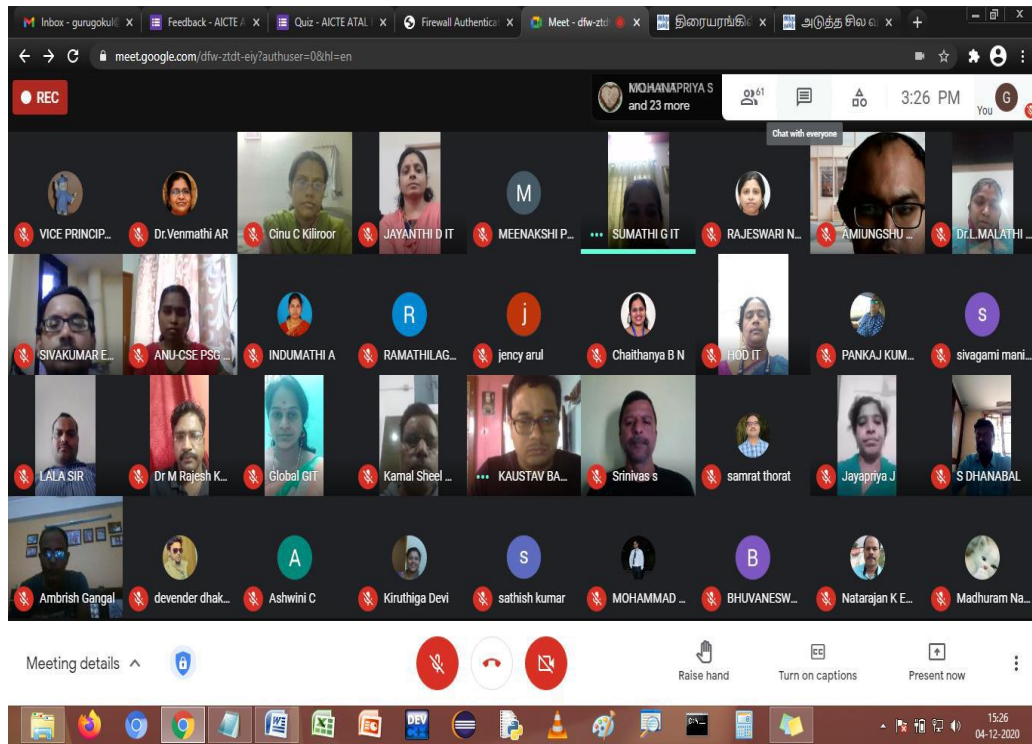 Inbox - gurugokul
Feedback - AICTE A
Quiz - AICTE ATAL
Firewall Authentica
Meet - dfw-ztd
meet.google.com/dfw-ztdt-eiy?authuser=0&hl=en
REC
MOHANAPRIYA S
and 23 more
61
3:26 PM
You
G
Chat with everyone
VICE PRINCIP...
Dr.Venmathi AR
Cinu C Kiliroor
JAYANTHI D IT
M
MEENAKSHI P...
SUMATHI G IT
RAJESWARI N...
AMIUNGSHU ...
Dr.L.MALATHI ...
SIVAKUMAR E...
ANU-CSE PSG ...
INDUMATHI A
R
RAMATHILAG...
j
jency arul
Chaithanya B N
HOD IT
PANKAJ KUM...
s
sivagami mani...
LALA SIR
Dr M Rajesh K...
Global GIT
Kamal Sheel ...
KAUSTAV BA...
Srinivas s
samrat thorat
Jayapriya J
S DHANABAL
Ambrish Gangal
devender dhak...
A
Ashwini C
Kiruthiga Devi
s
sathish kumar
MOHAMMAD ...
B
BHUVANESW...
Natarajan K E...
Madhuram Na...
Meeting details
Raise hand
CC
Turn on captions
Present now
DEV
C:\_
15:26
04-12-2020